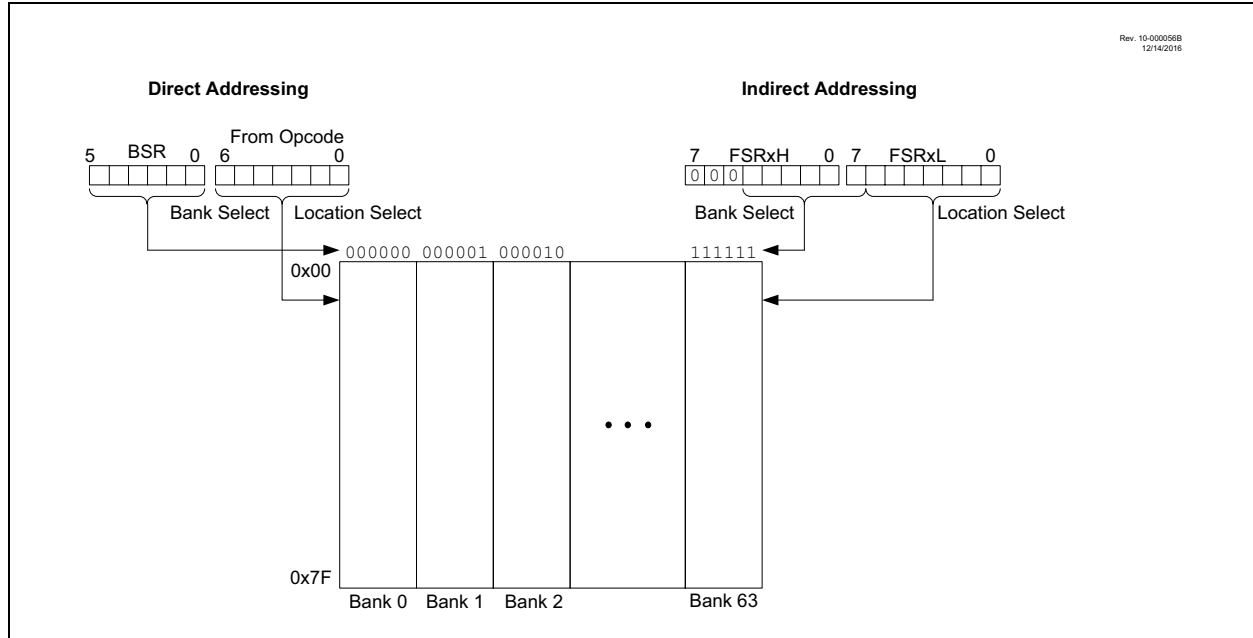 Rev. 10-000056B
12/14/2016
Direct Addressing
Indirect Addressing
From Opcode
5 BSR 0 6 0
7 FSRxH 0 7 FSRxL 0
0 0 0
Bank Select Location Select
Bank Select Location Select
000000 000001 000010 111111
0x00
• • •
0x7F
Bank 0 Bank 1 Bank 2 Bank 63